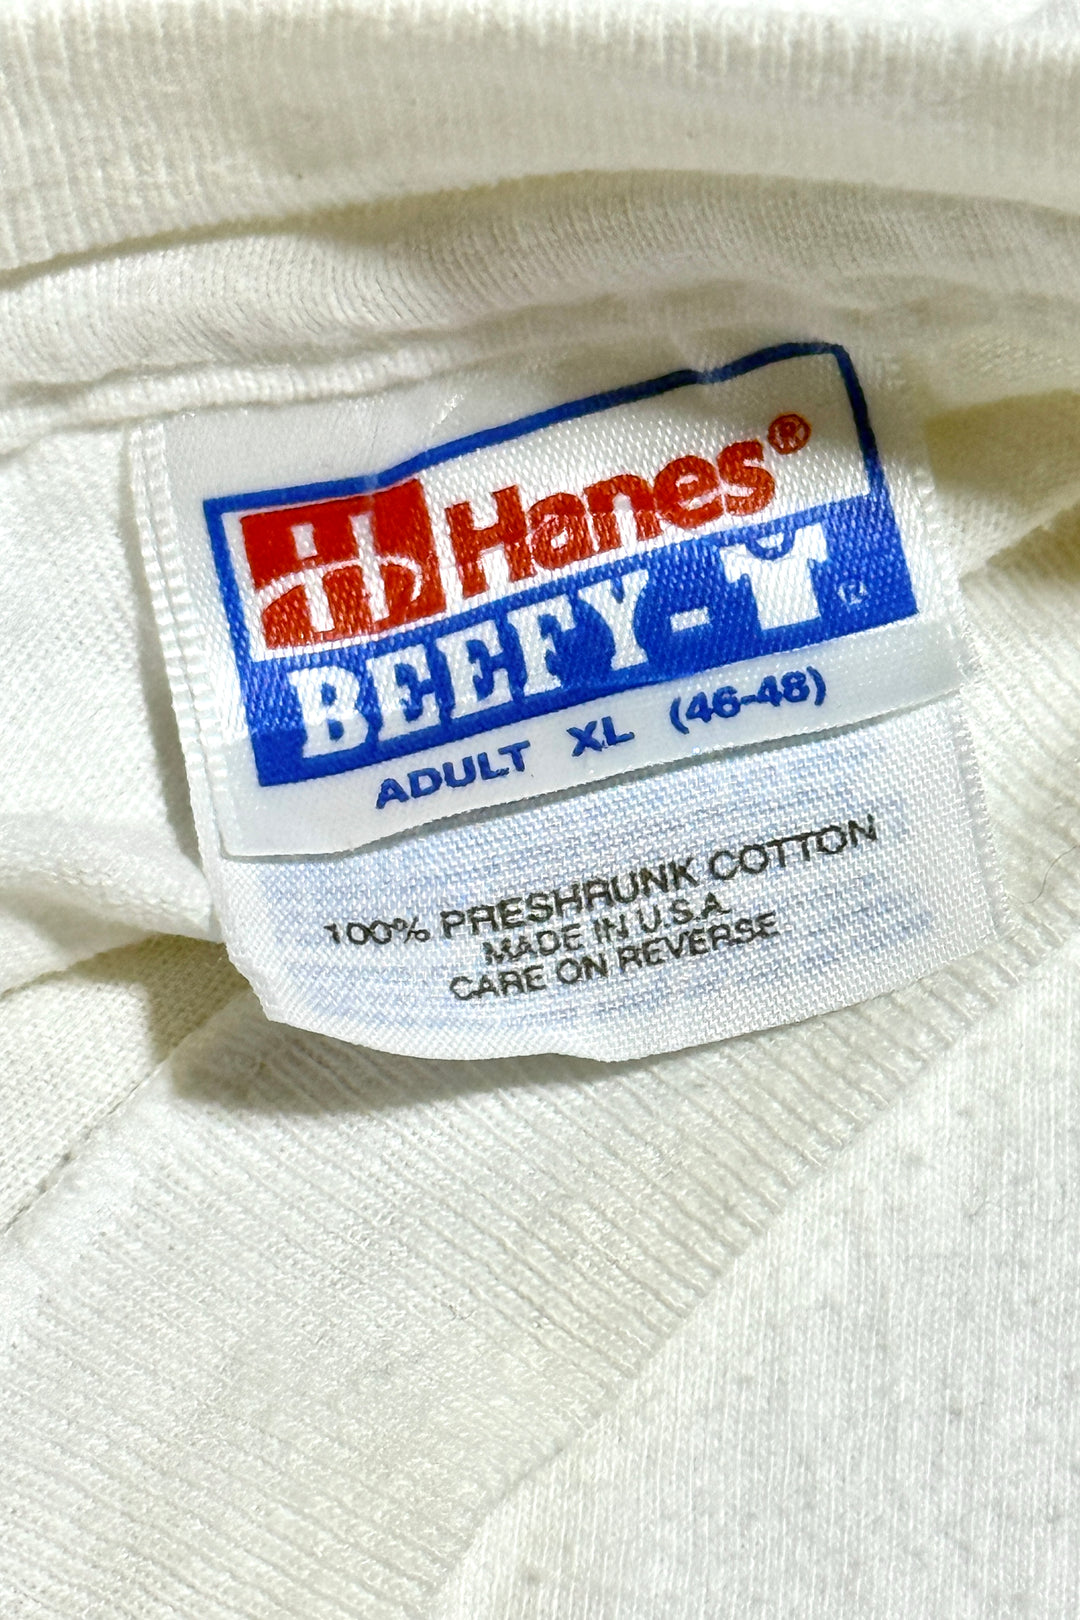 Hanes®
BEEFY-T®
ADULT XL (46-48)
100% PRESHRUNK COTTON
MADE IN U.S.A.
CARE ON REVERSE